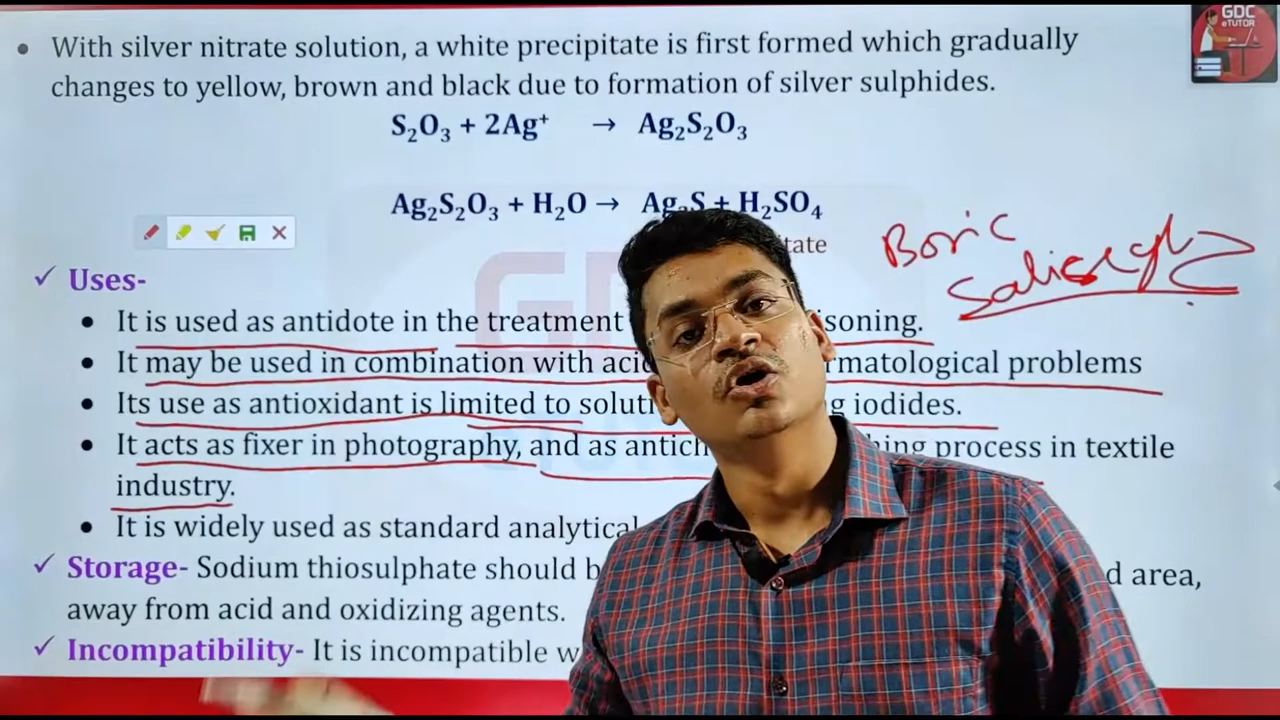 GDC
eTUTOR
• With silver nitrate solution, a white precipitate is first formed which gradually
changes to yellow, brown and black due to formation of silver sulphides.
S₂O₃ + 2Ag⁺ → Ag₂S₂O₃
Ag₂S₂O₃ + H₂O → Ag₂S + H₂SO₄
tate
Boric
✓ Uses-
• It is used as antidote in the treatment soning.
• It may be used in combination with acid rmatological problems
• Its use as antioxidant is limited to soluti g iodides.
• It acts as fixer in photography, and as antich hing process in textile
industry.
• It is widely used as standard analytical
✓ Storage- Sodium thiosulphate should b d area,
away from acid and oxidizing agents.
✓ Incompatibility- It is incompatible w